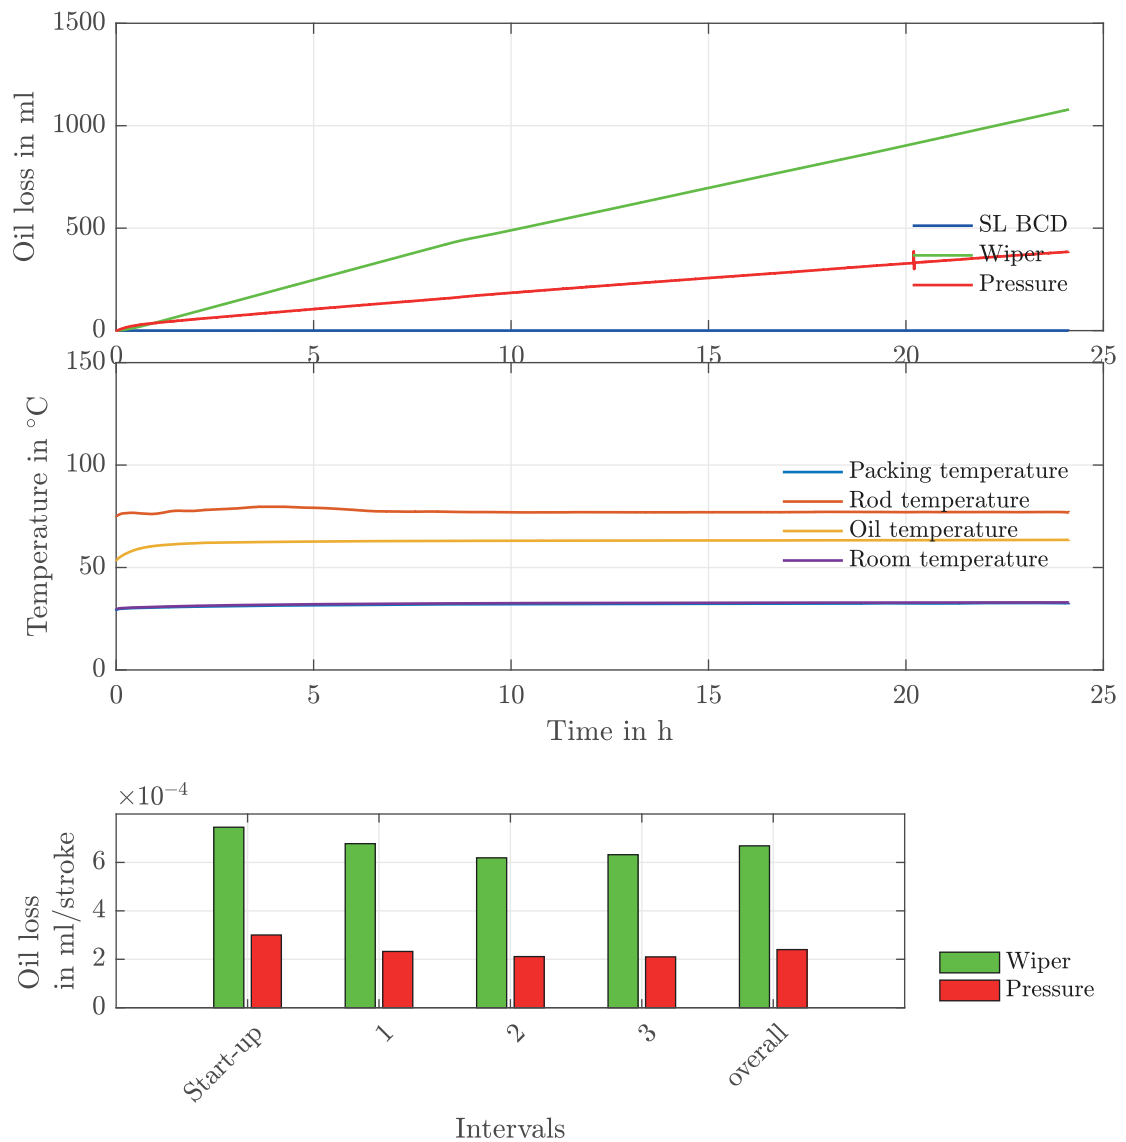 1500
1000
500
0
Oil loss in ml
SL BCD
Wiper
Pressure
0 5 10 15 20 25
150
100
50
0
Temperature in °C
Packing temperature
Rod temperature
Oil temperature
Room temperature
0 5 10 15 20 25
Time in h
×10⁻⁴
6
4
2
0
Oil loss
in ml/stroke
Wiper
Pressure
Start-up 1 2 3 overall
Intervals